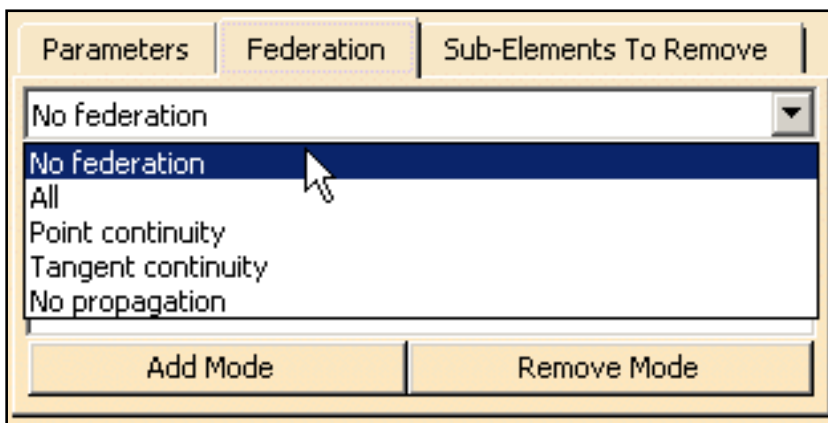 Parameters Federation Sub-Elements To Remove
No federation
No federation
All
Point continuity
Tangent continuity
No propagation
Add Mode Remove Mode